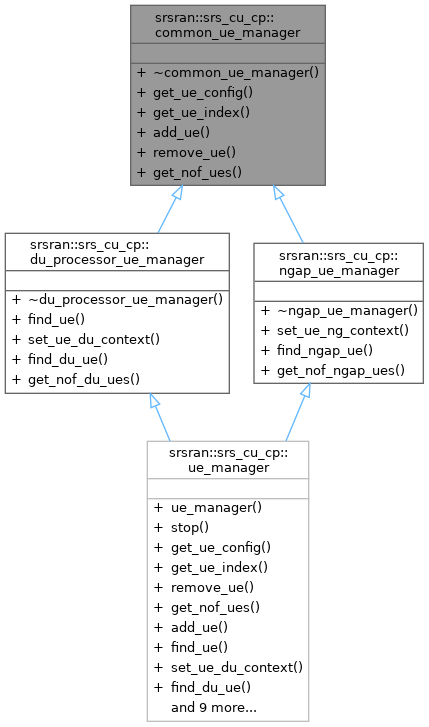 srsran::srs_cu_cp::
common_ue_manager
+ ~common_ue_manager()
+ get_ue_config()
+ get_ue_index()
+ add_ue()
+ remove_ue()
+ get_nof_ues()
srsran::srs_cu_cp::
du_processor_ue_manager
+ ~du_processor_ue_manager()
+ find_ue()
+ set_ue_du_context()
+ find_du_ue()
+ get_nof_du_ues()
srsran::srs_cu_cp::
ngap_ue_manager
+ ~ngap_ue_manager()
+ set_ue_ng_context()
+ find_ngap_ue()
+ get_nof_ngap_ues()
srsran::srs_cu_cp::
ue_manager
+ ue_manager()
+ stop()
+ get_ue_config()
+ get_ue_index()
+ remove_ue()
+ get_nof_ues()
+ add_ue()
+ find_ue()
+ set_ue_du_context()
+ find_du_ue()
and 9 more...